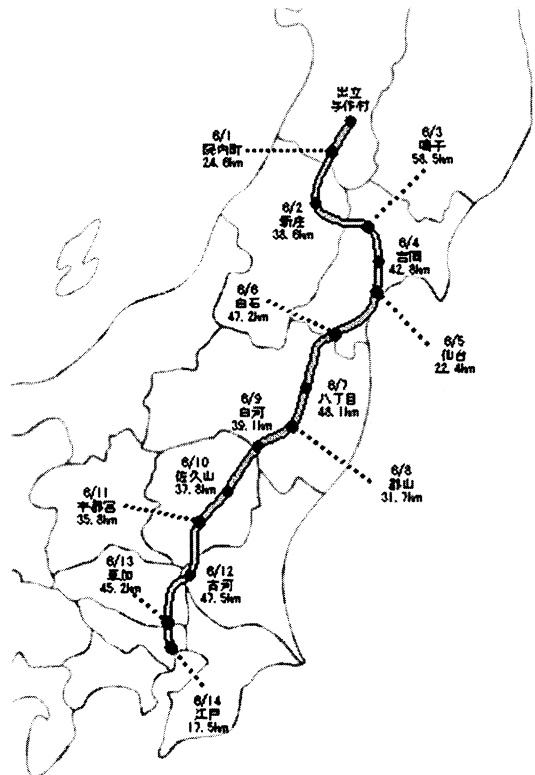 出立
与作村
6/1
院内町
24.6km
6/3
鳴子
58.5km
6/2
新庄
38.6km
6/4
吉岡
42.8km
6/6
白石
47.2km
6/5
仙台
22.4km
6/7
八丁目
48.1km
6/9
白河
39.1km
6/8
郡山
31.7km
6/10
佐久山
37.8km
6/11
宇都宮
35.8km
6/12
古河
47.5km
6/13
草加
45.2km
6/14
江戸
17.5km